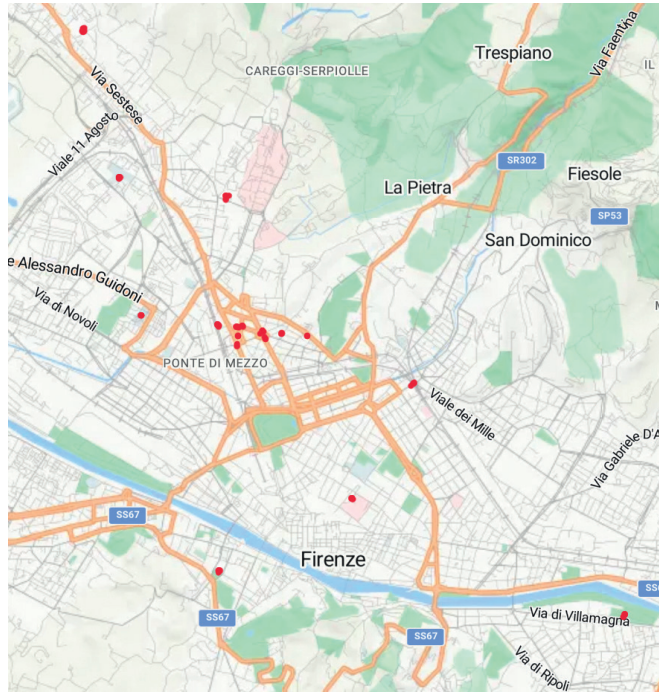 Trespiano
Via Faentina
IL
CAREGGI-SERPIOLLE
Via Sestese
Viale 11 Agosto
SR302
Fiesole
La Pietra
SP53
San Dominico
e Alessandro Guidoni
Via di Novoli
PONTE DI MEZZO
Viale dei Mille
Via Gabriele D'A
SS67
Firenze
SS6
SS67
Via di Villamagna
SS67
Via di Ripoli